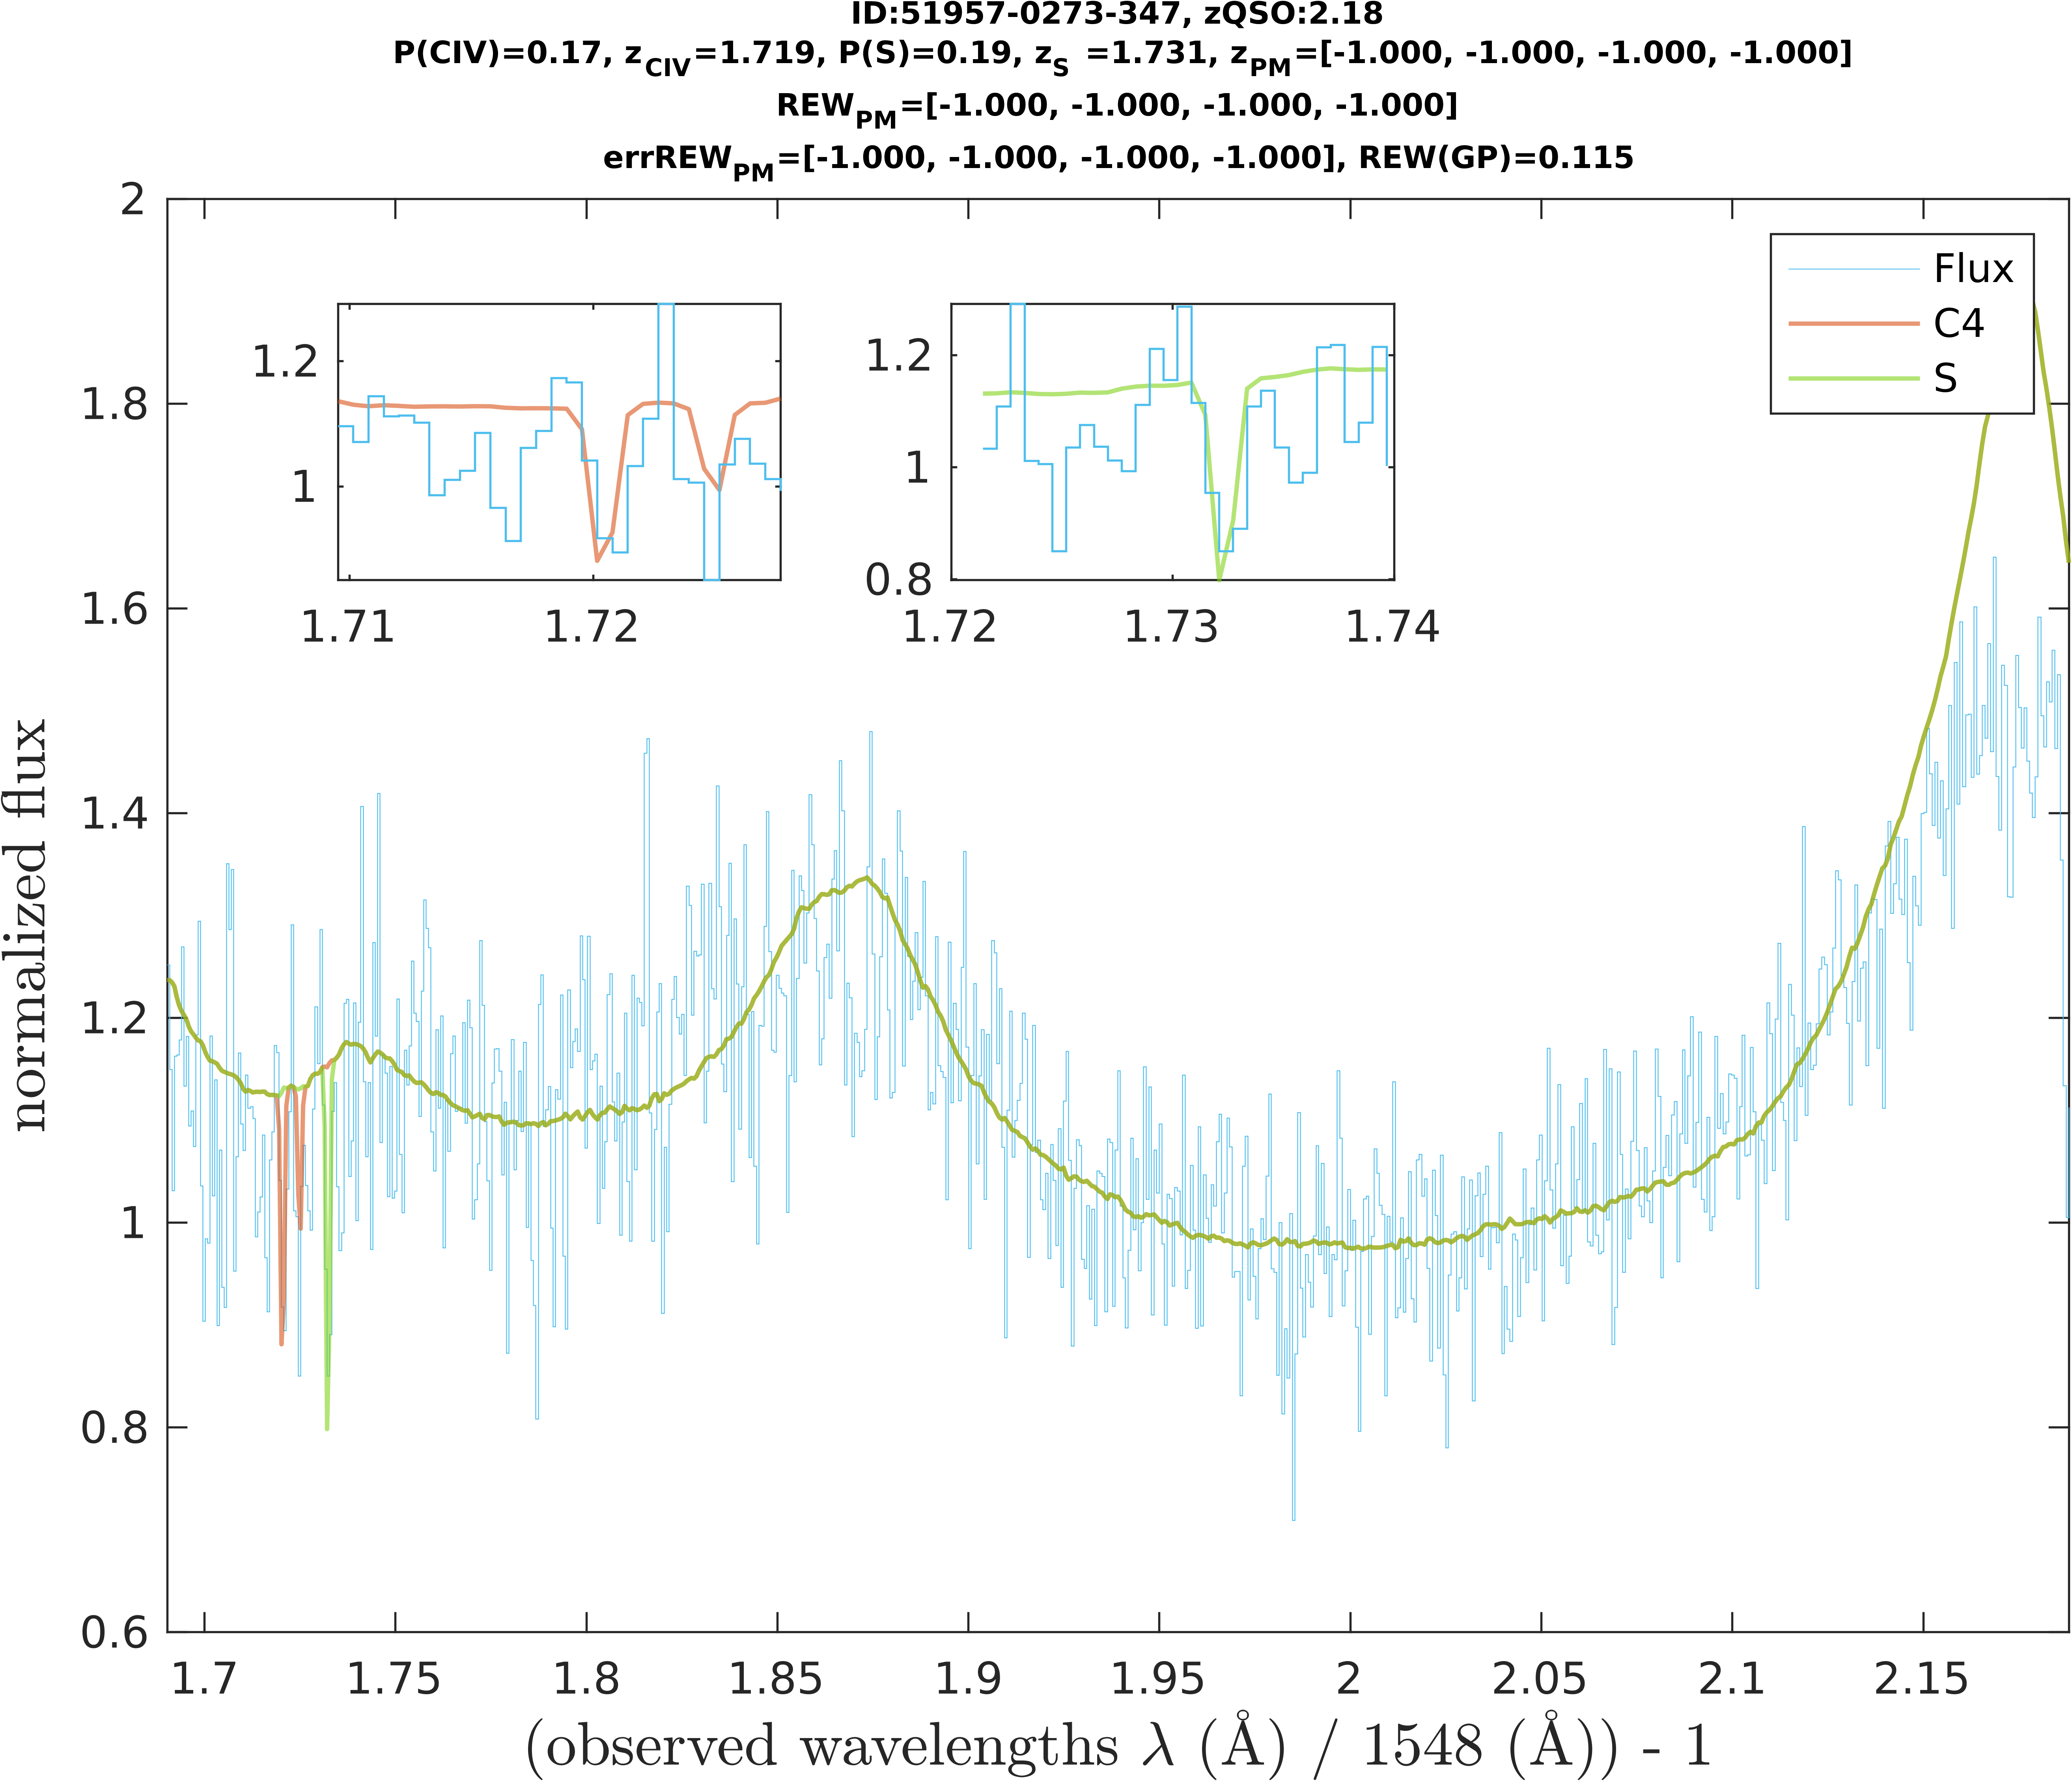 ID:51957-0273-347, zQSO:2.18
P(CIV)=0.17, zCIV=1.719, P(S)=0.19, zS =1.731, zPM=[-1.000, -1.000, -1.000, -1.000]
REWPM=[-1.000, -1.000, -1.000, -1.000]
errREWPM=[-1.000, -1.000, -1.000, -1.000], REW(GP)=0.115
2
1.8
1.6
1.4
1.2
1
0.8
0.6
normalized flux
1.2
1
1.71 1.72
1.2
1
0.8
1.72 1.73 1.74
Flux
C4
S
1.7 1.75 1.8 1.85 1.9 1.95 2 2.05 2.1 2.15
(observed wavelengths λ (Å) / 1548 (Å)) - 1